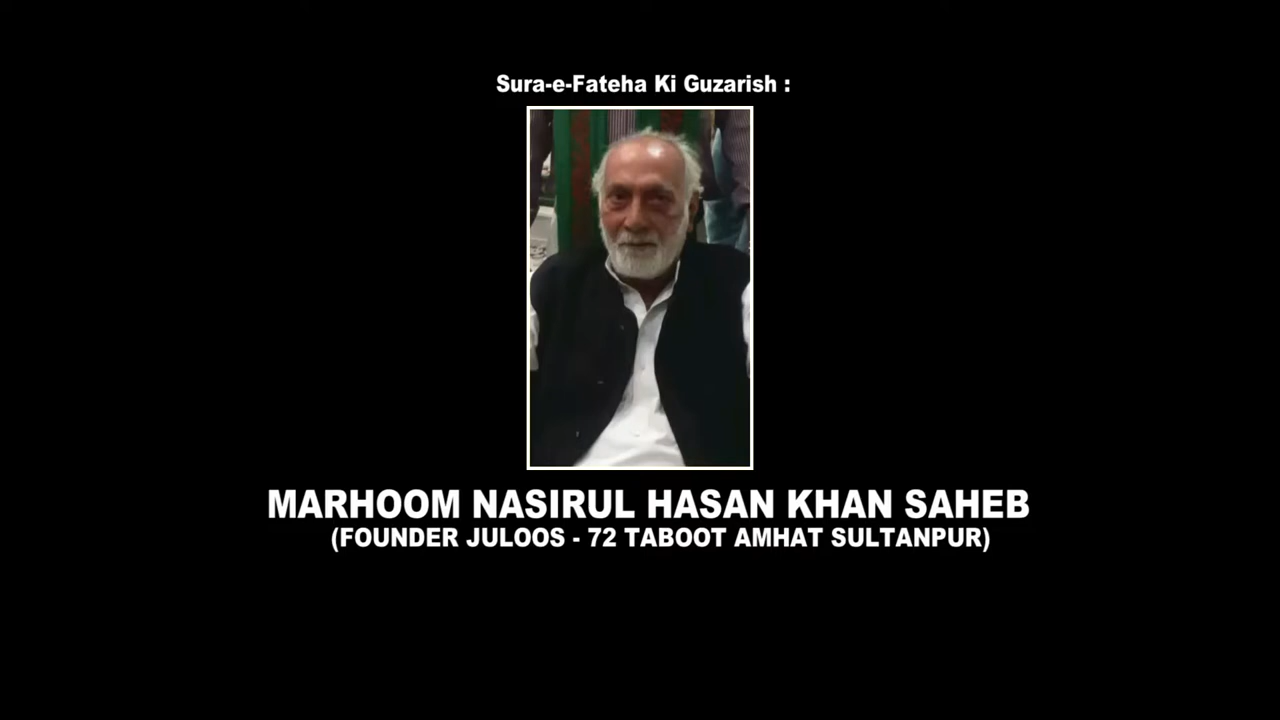 Sura-e-Fateha Ki Guzarish :
MARHOOM NASIRUL HASAN KHAN SAHEB
(FOUNDER JULOOS - 72 TABOOT AMHAT SULTANPUR)